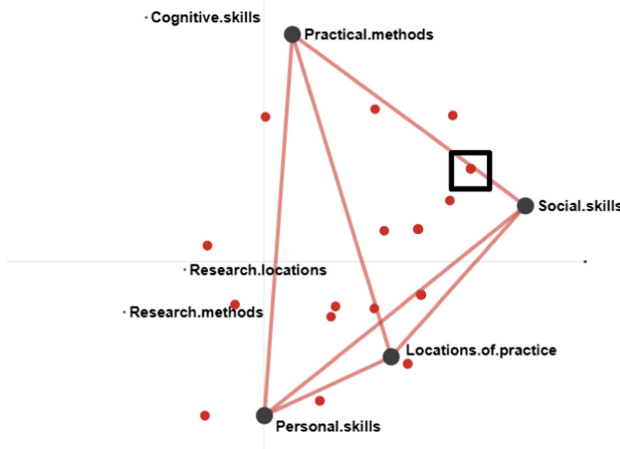 Cognitive.skills
Practical.methods
Social.skills
Research.locations
Research.methods
Locations.of.practice
Personal.skills